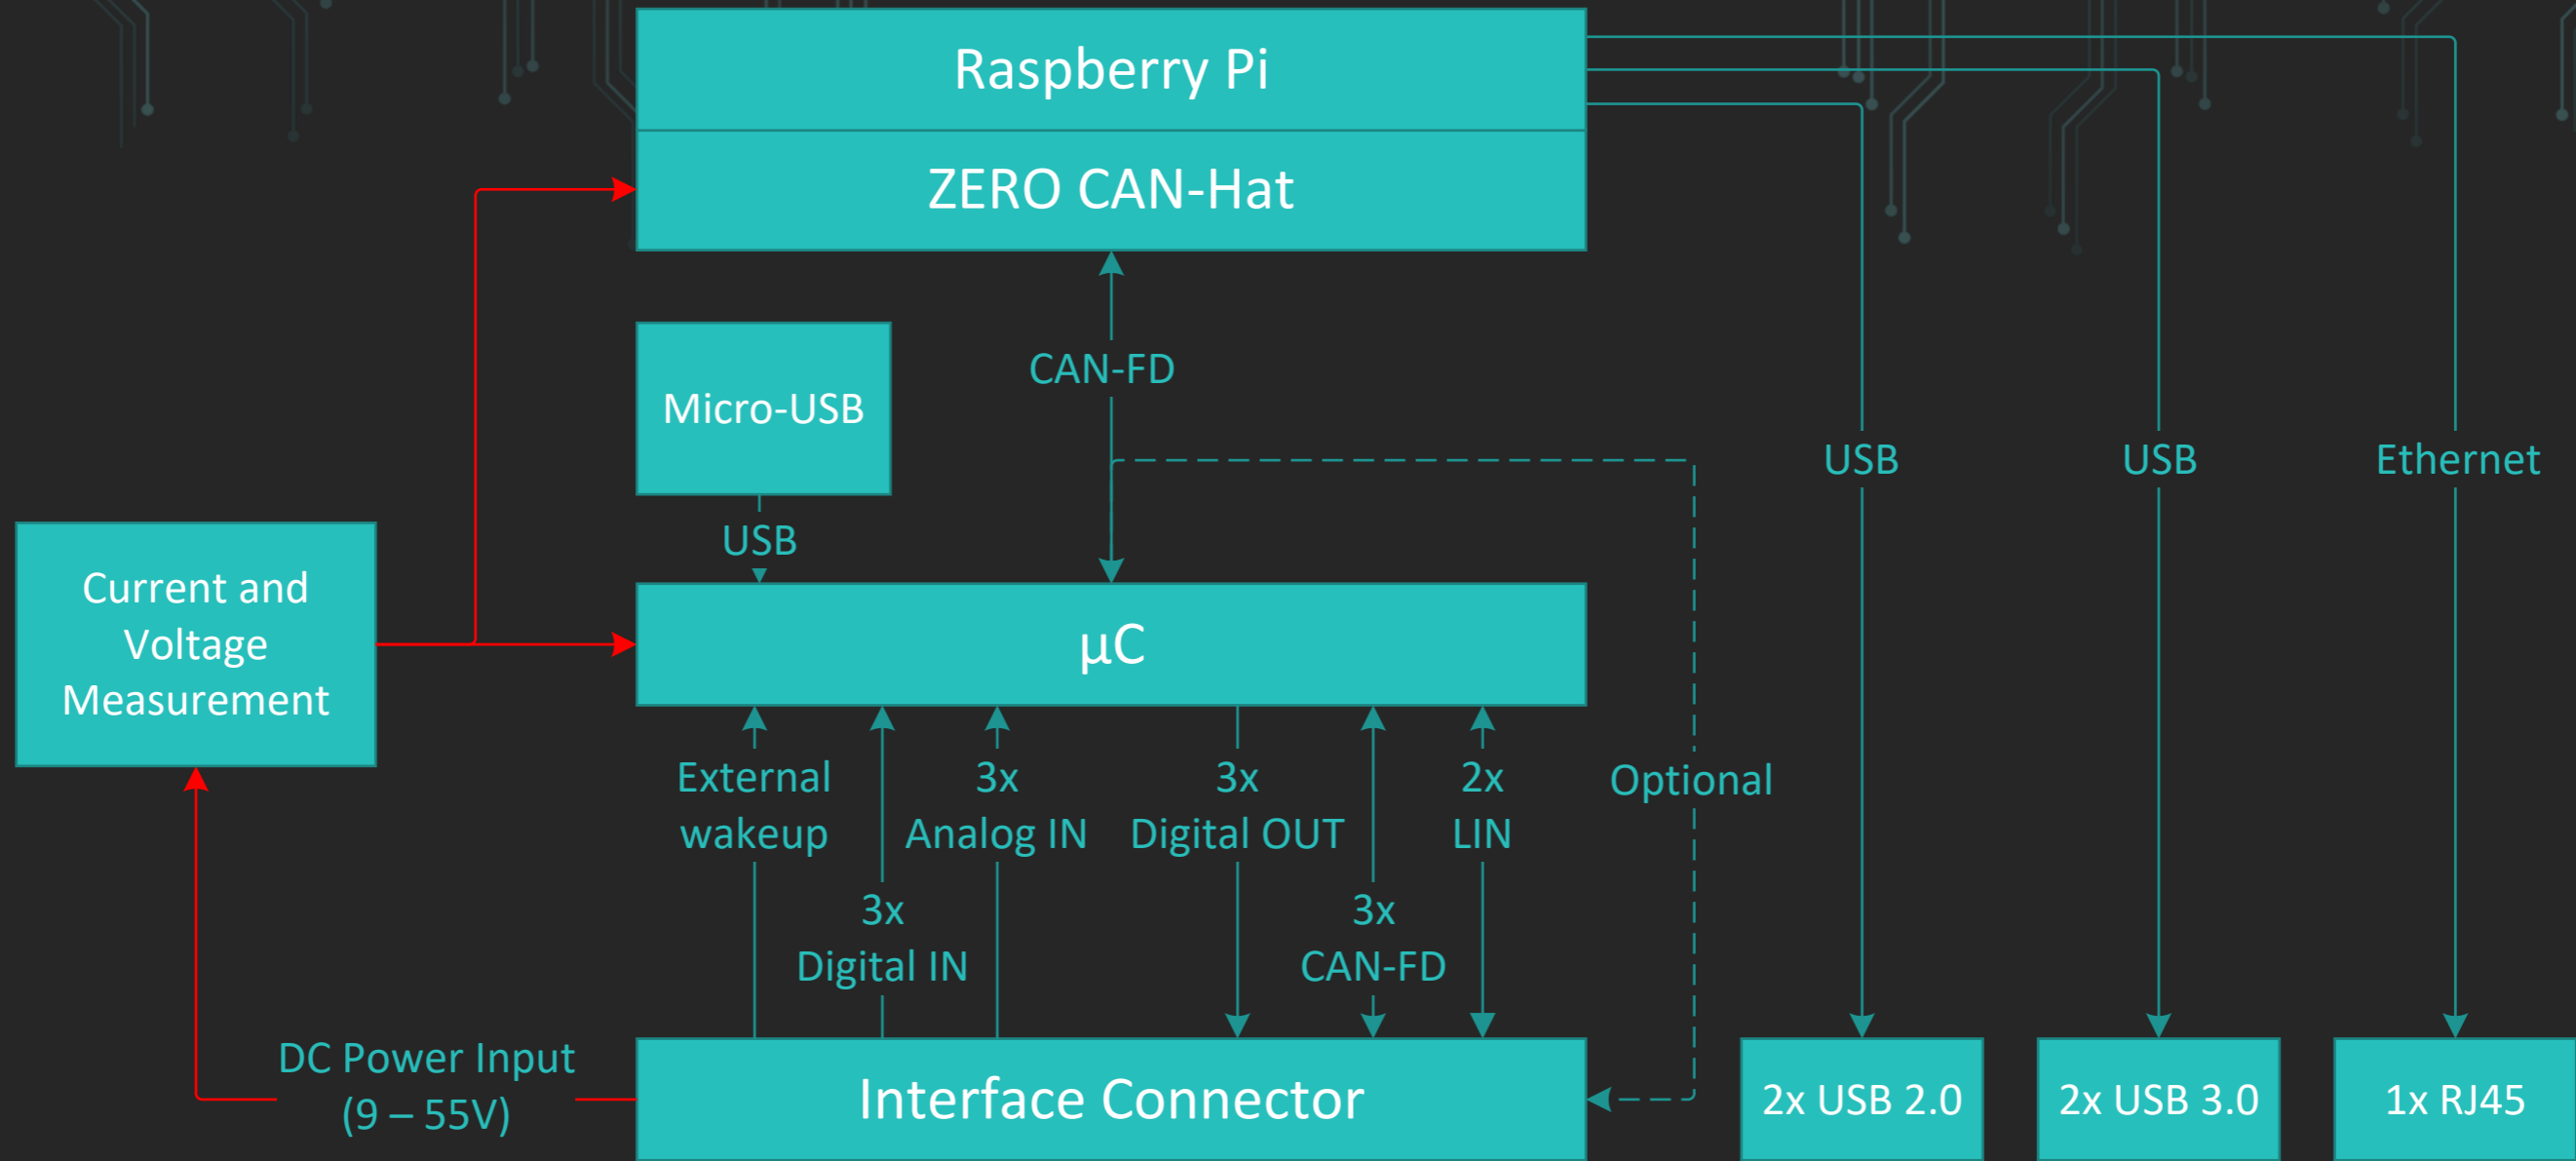 Raspberry Pi
ZERO CAN-Hat
CAN-FD
Micro-USB
USB
USB
Ethernet
USB
Current and
Voltage
Measurement
µC
External
wakeup
3x
Analog IN
3x
Digital OUT
2x
LIN
Optional
3x
Digital IN
3x
CAN-FD
DC Power Input
(9 – 55V)
Interface Connector
2x USB 2.0
2x USB 3.0
1x RJ45